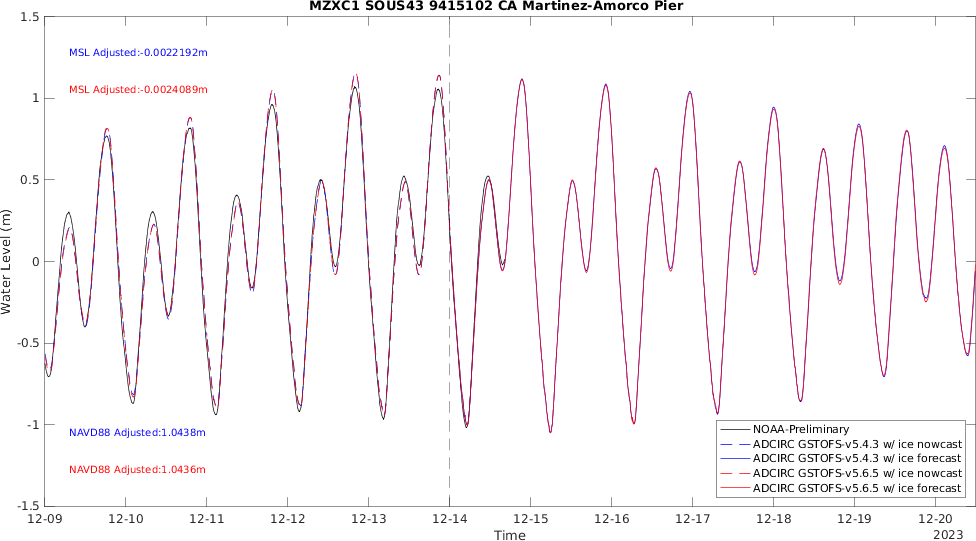 MZXC1 SOUS43 9415102 CA Martinez-Amorco Pier
1.5
MSL Adjusted:-0.0022192m
MSL Adjusted:-0.0024089m
1
0.5
0
-0.5
-1
-1.5
Water Level (m)
NAVD88 Adjusted:1.0438m
NAVD88 Adjusted:1.0436m
NOAA-Preliminary
ADCIRC GSTOFS-v5.4.3 w/ ice nowcast
ADCIRC GSTOFS-v5.4.3 w/ ice forecast
ADCIRC GSTOFS-v5.6.5 w/ ice nowcast
ADCIRC GSTOFS-v5.6.5 w/ ice forecast
12-09 12-10 12-11 12-12 12-13 12-14 12-15 12-16 12-17 12-18 12-19 12-20
2023
Time